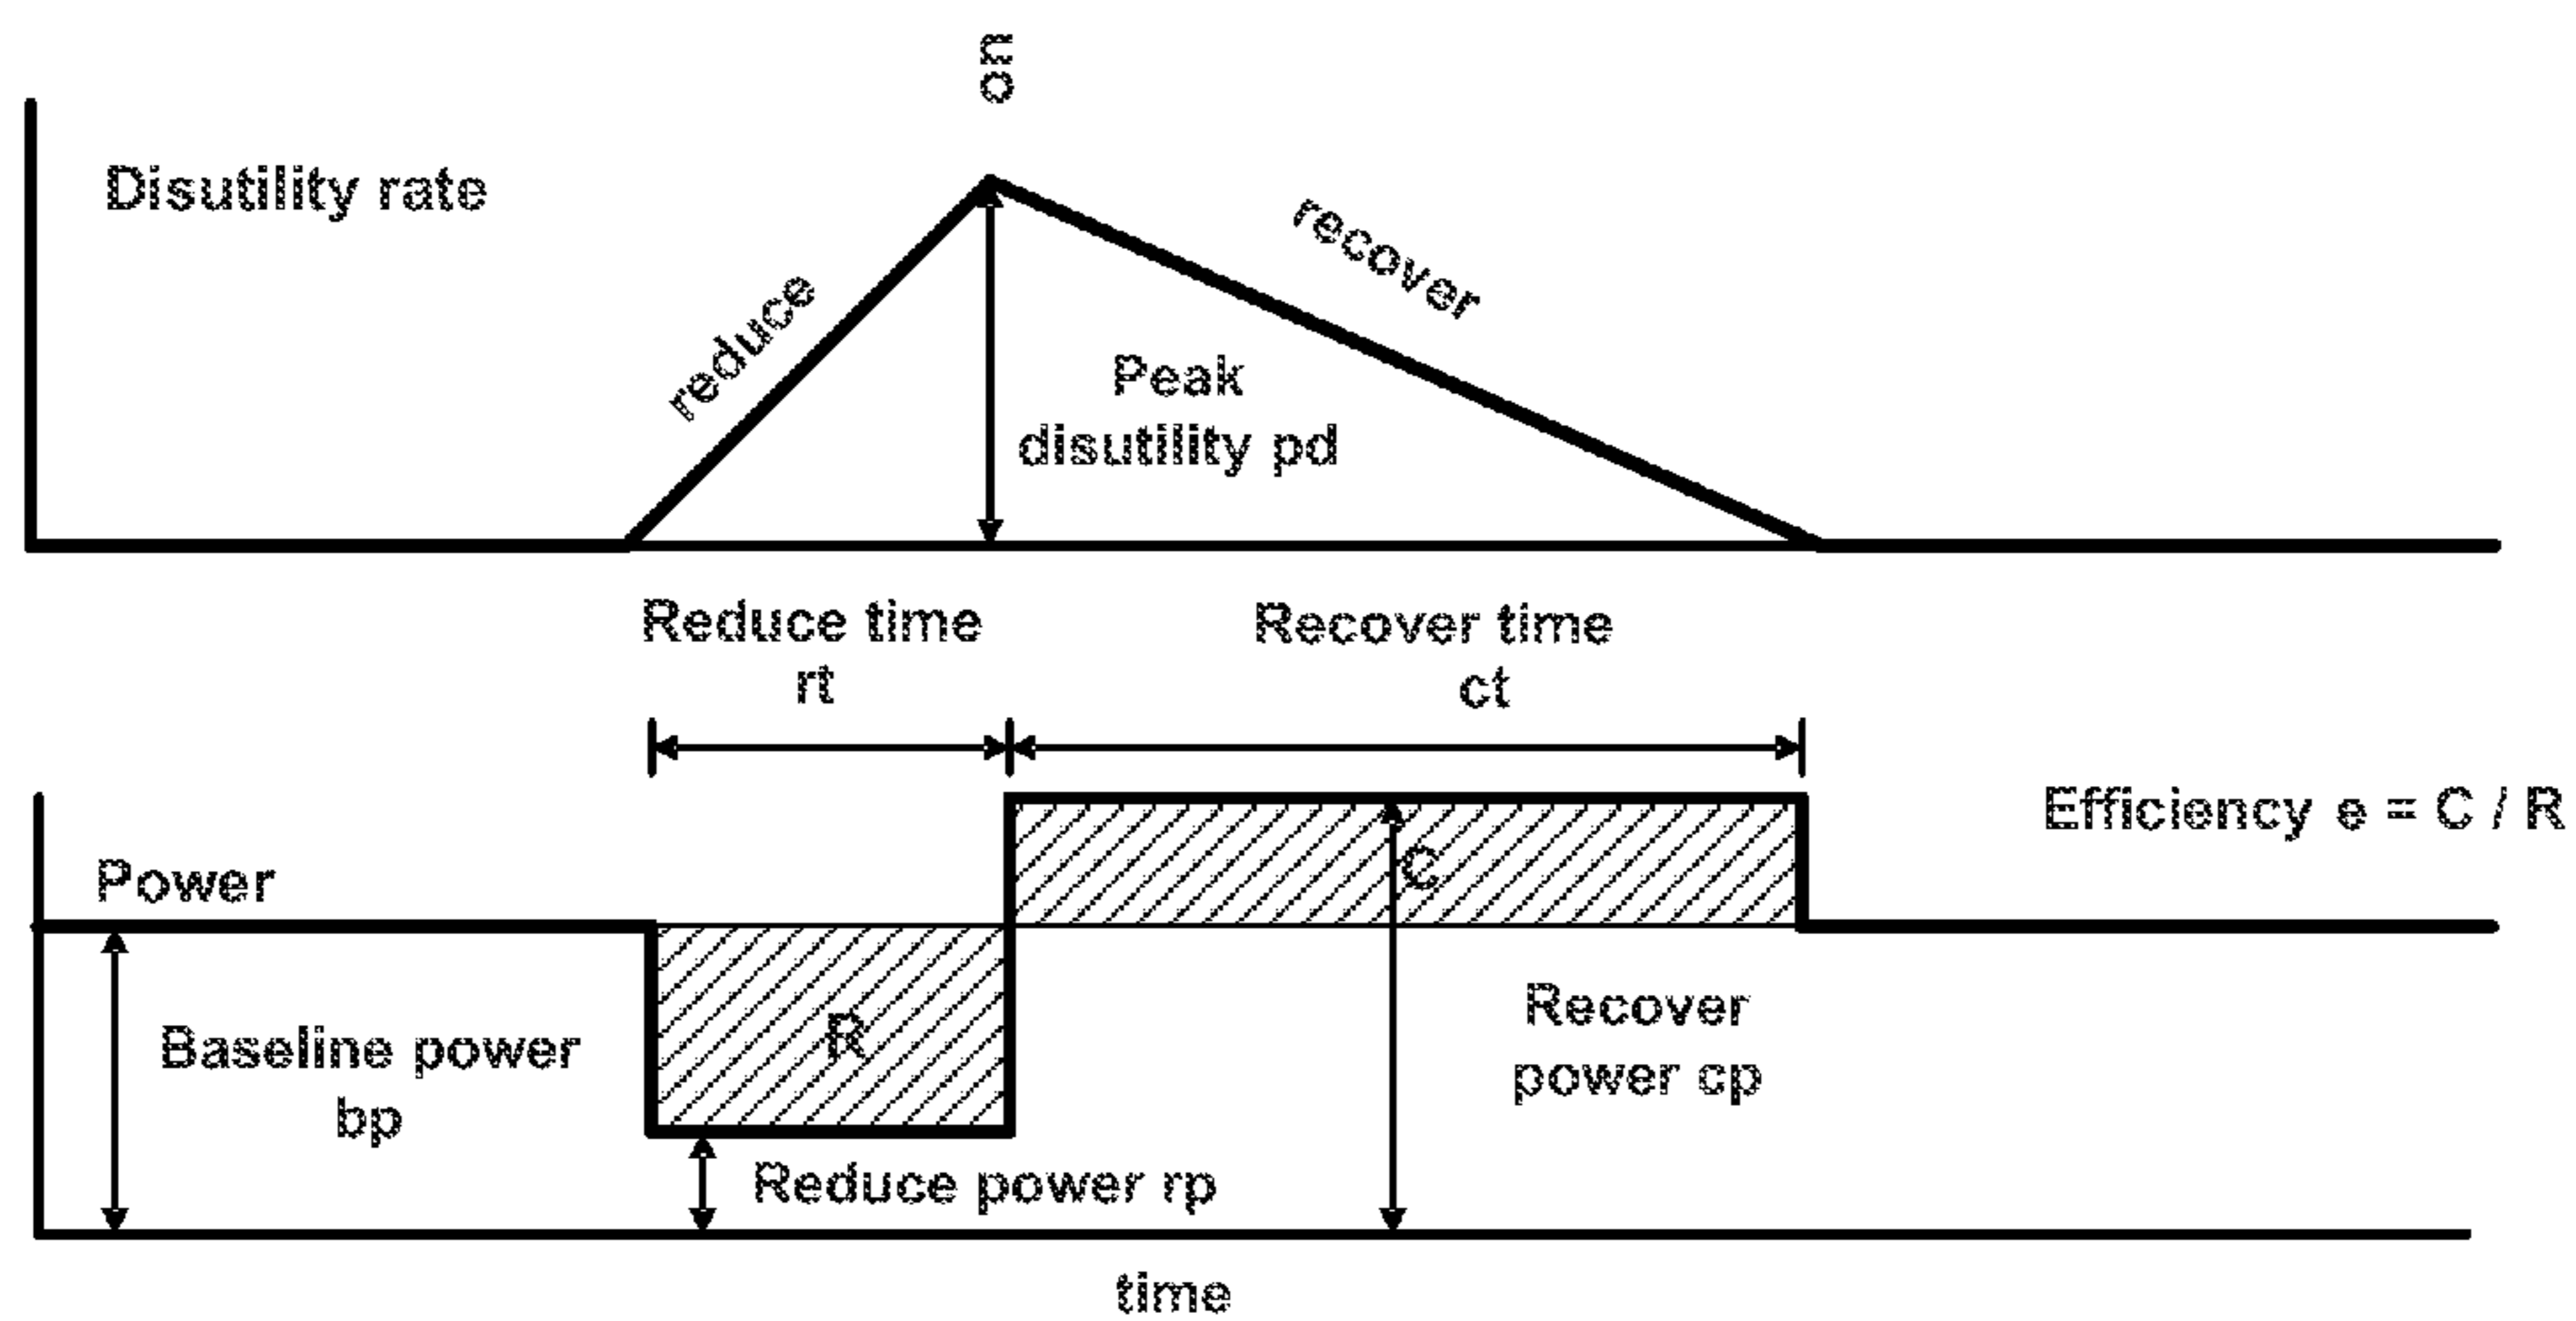 on
Disutility rate
reduce
recover
Peak
disutility pd
Reduce time
rt
Recover time
ct
Efficiency e = C / R
Power
C
R
Baseline power
bp
Recover
power cp
Reduce power rp
time